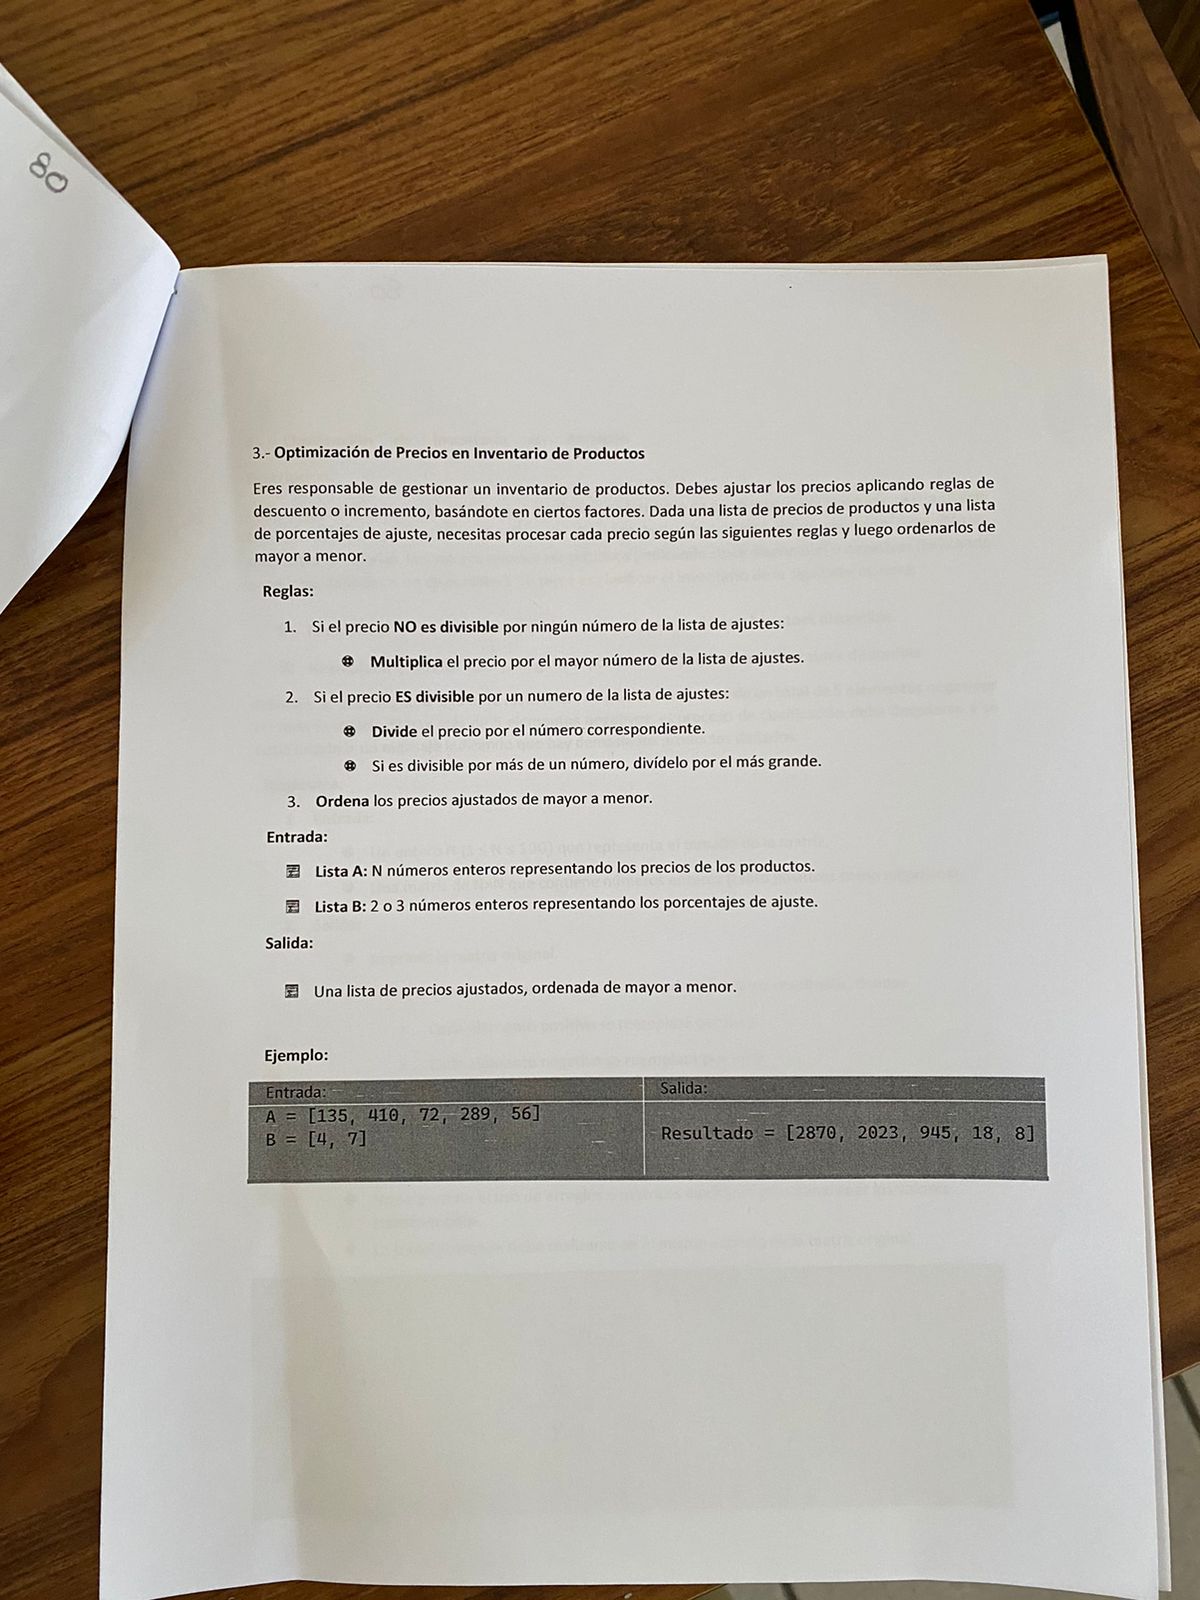 80
3.- Optimización de Precios en Inventario de Productos
Eres responsable de gestionar un inventario de productos. Debes ajustar los precios aplicando reglas de
descuento o incremento, basándote en ciertos factores. Dada una lista de precios de productos y una lista
de porcentajes de ajuste, necesitas procesar cada precio según las siguientes reglas y luego ordenarlos de
mayor a menor.
Reglas:
1. Si el precio NO es divisible por ningún número de la lista de ajustes:
Multiplica el precio por el mayor número de la lista de ajustes.
2. Si el precio ES divisible por un numero de la lista de ajustes:
Divide el precio por el número correspondiente.
Si es divisible por más de un número, divídelo por el más grande.
3. Ordena los precios ajustados de mayor a menor.
Entrada:
Lista A: N números enteros representando los precios de los productos.
Lista B: 2 o 3 números enteros representando los porcentajes de ajuste.
Salida:
Una lista de precios ajustados, ordenada de mayor a menor.
Ejemplo:
Entrada:
A = [135, 410, 72, 289, 56]
B = [4, 7]
Salida:
Resultado = [2870, 2023, 945, 18, 8]